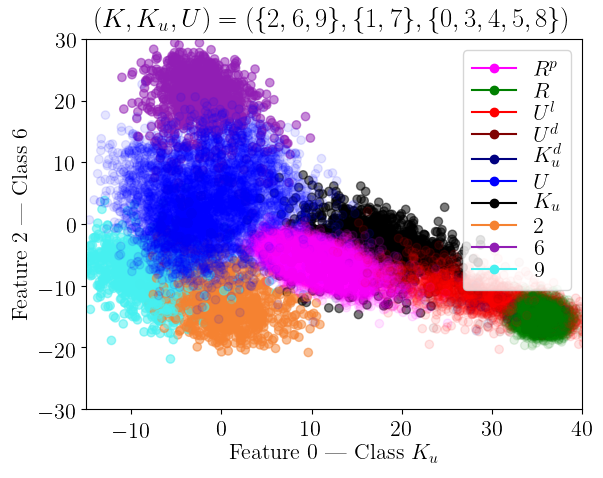 (K, K_u, U) = ({2, 6, 9}, {1, 7}, {0, 3, 4, 5, 8})
30
20
10
0
−10
−20
−30
Feature 2 — Class 6
R^p
R
U^l
U^d
K_u^d
U
K_u
2
6
9
−10
0
10
20
30
40
Feature 0 — Class K_u